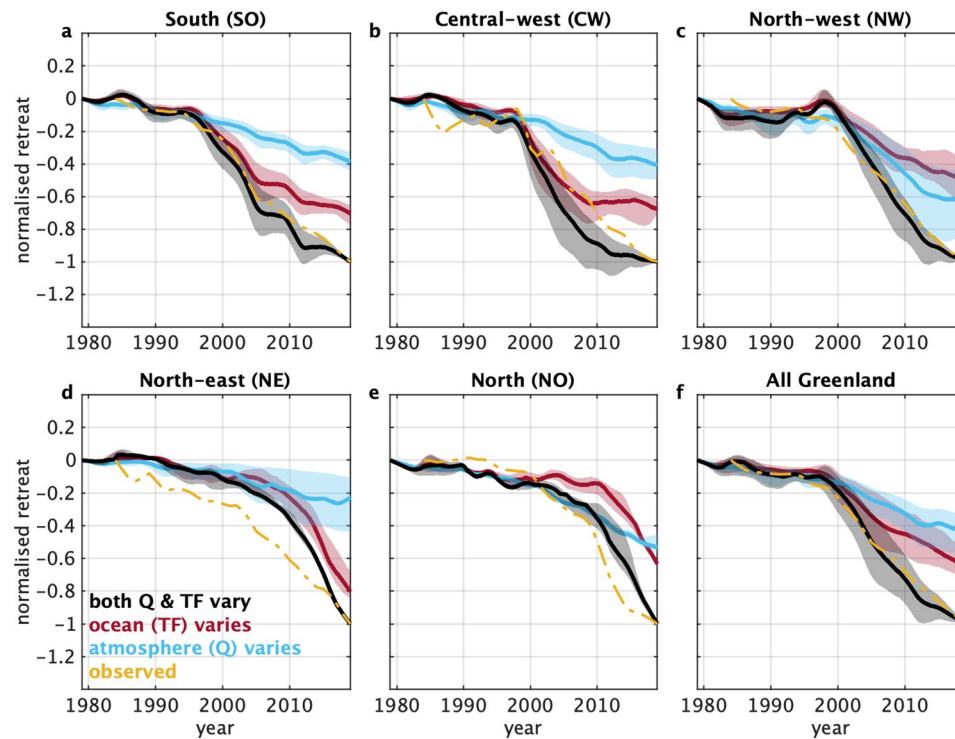 South (SO)
Central-west (CW)
North-west (NW)
a
b
c
0.2
0
−0.2
−0.4
−0.6
−0.8
−1
−1.2
normalised retreat
1980 1990 2000 2010
1980 1990 2000 2010
1980 1990 2000 2010
North-east (NE)
North (NO)
All Greenland
d
e
f
0.2
0
−0.2
−0.4
−0.6
−0.8
−1
−1.2
normalised retreat
both Q & TF vary
ocean (TF) varies
atmosphere (Q) varies
observed
1980 1990 2000 2010
1980 1990 2000 2010
1980 1990 2000 2010
year
year
year